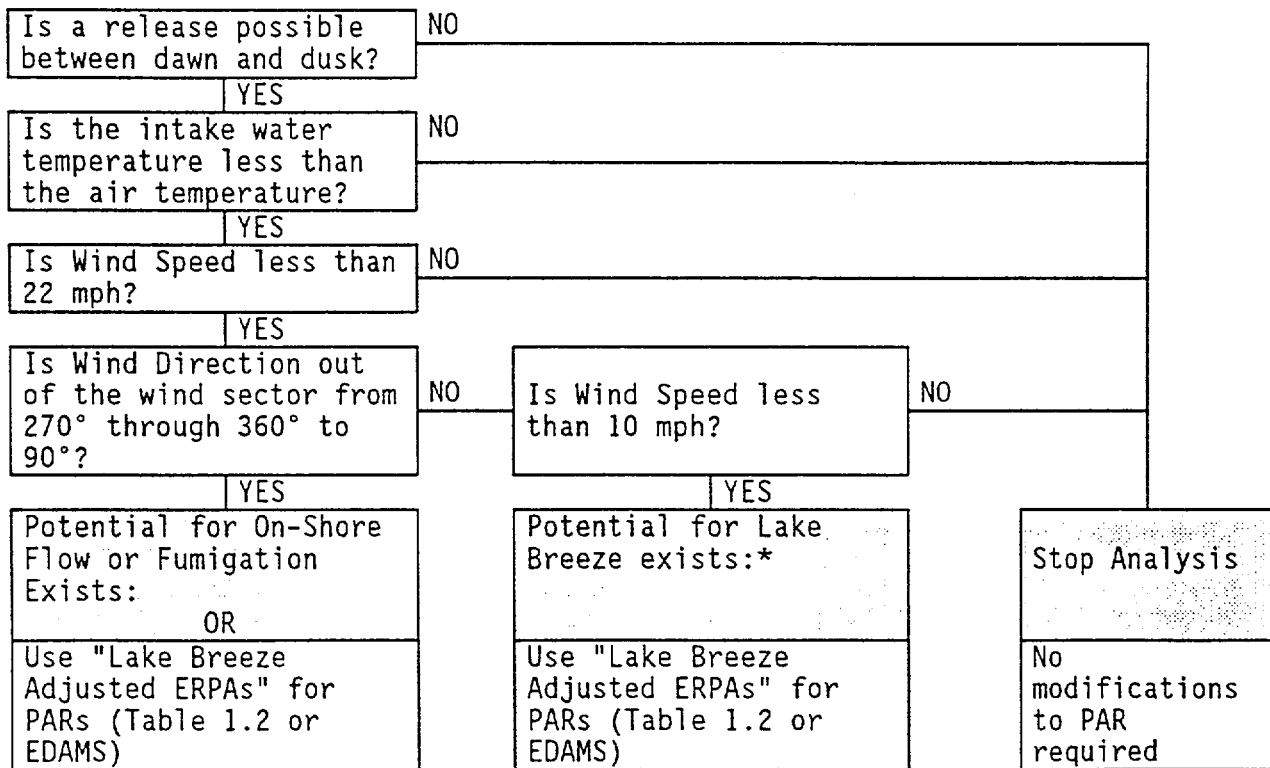 Is a release possible
between dawn and dusk?
NO
YES
Is the intake water
temperature less than
the air temperature?
NO
YES
Is Wind Speed less than
22 mph?
NO
YES
Is Wind Direction out
of the wind sector from
270° through 360° to
90°?
NO
Is Wind Speed less
than 10 mph?
NO
YES
YES
Potential for On-Shore
Flow or Fumigation
Exists:
OR
Use "Lake Breeze
Adjusted ERPAs" for
PARs (Table 1.2 or
EDAMS)
Potential for Lake
Breeze exists:*
Use "Lake Breeze
Adjusted ERPAs" for
PARs (Table 1.2 or
EDAMS)
Stop Analysis
No
modifications
to PAR
required